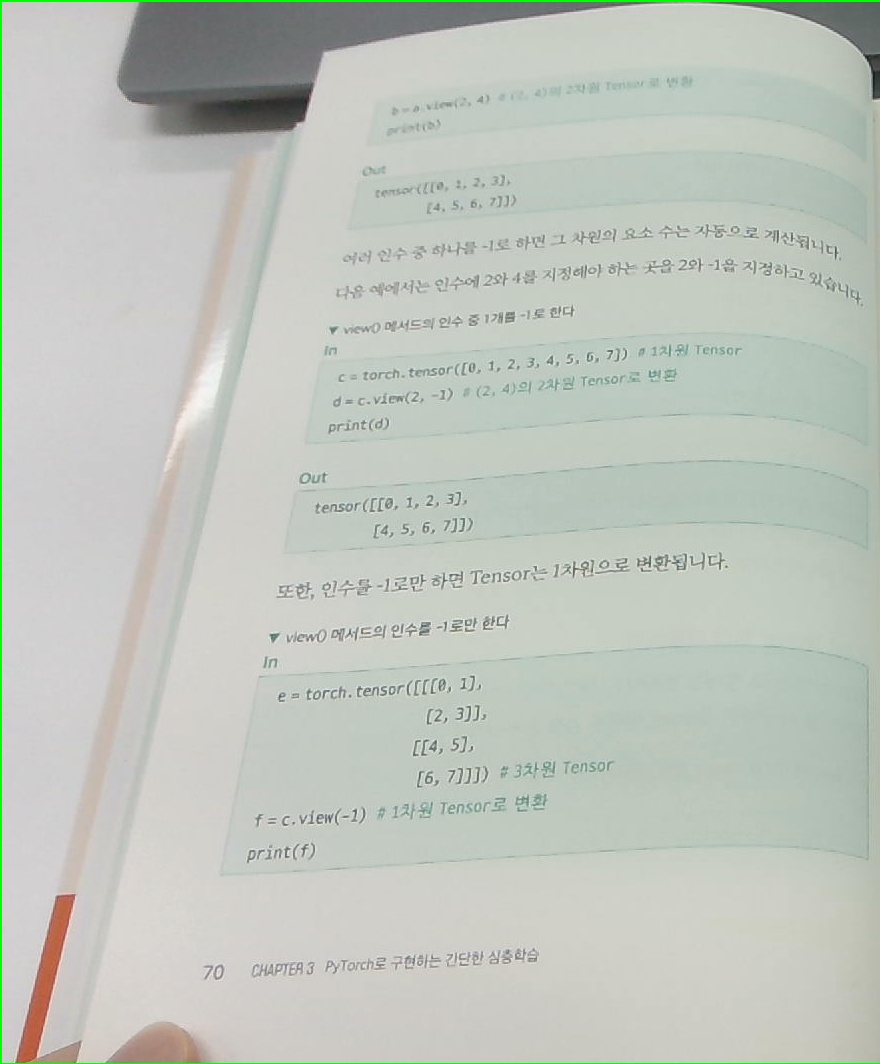 b = a.view(2, 4) # (2, 4)의 2차원 Tensor로 변환
print(b)
Out
tensor([[0, 1, 2, 3],
[4, 5, 6, 7]])
여러 인수 중 하나를 -1로 하면 그 차원의 요소 수는 자동으로 계산됩니다.
다음 예에서는 인수에 2와 4를 지정해야 하는 곳을 2와 -1을 지정하고 있습니다.
▼ view() 메서드의 인수 중 1개를 -1로 한다
In
c = torch.tensor([0, 1, 2, 3, 4, 5, 6, 7]) # 1차원 Tensor
d = c.view(2, -1) # (2, 4)의 2차원 Tensor로 변환
print(d)
Out
tensor([[0, 1, 2, 3],
[4, 5, 6, 7]])
또한, 인수를 -1로만 하면 Tensor는 1차원으로 변환됩니다.
▼ view() 메서드의 인수를 -1로만 한다
In
e = torch.tensor([[[0, 1],
[2, 3]],
[[4, 5],
[6, 7]]]) # 3차원 Tensor
f = c.view(-1) # 1차원 Tensor로 변환
print(f)
70 CHAPTER 3 PyTorch로 구현하는 간단한 심층학습